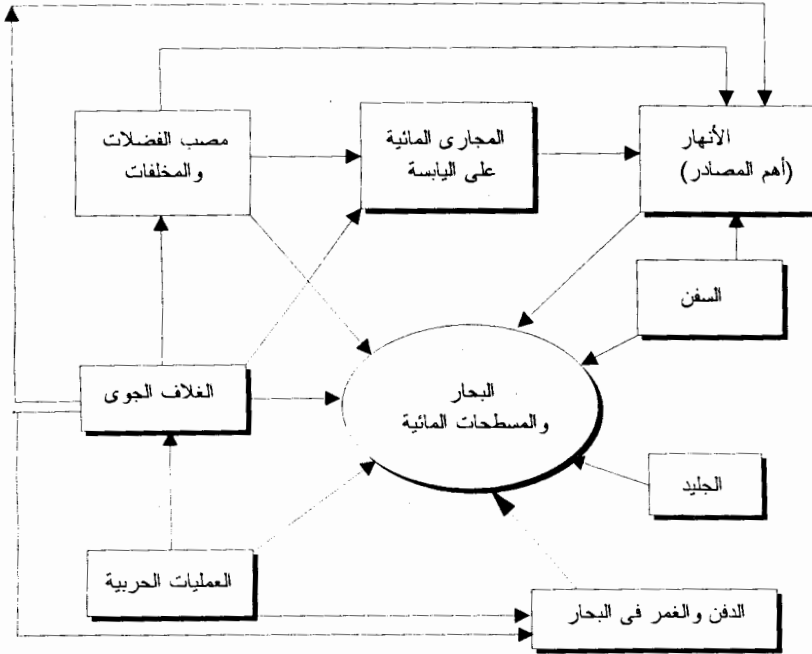 الأنهار
(أهم المصادر)
المجارى المائية
على اليابسة
مصب الفضلات
والمخلفات
السفن
الغلاف الجوى
البحار
والمسطحات المائية
الجليد
العمليات الحربية
الدفن والغمر فى البحار